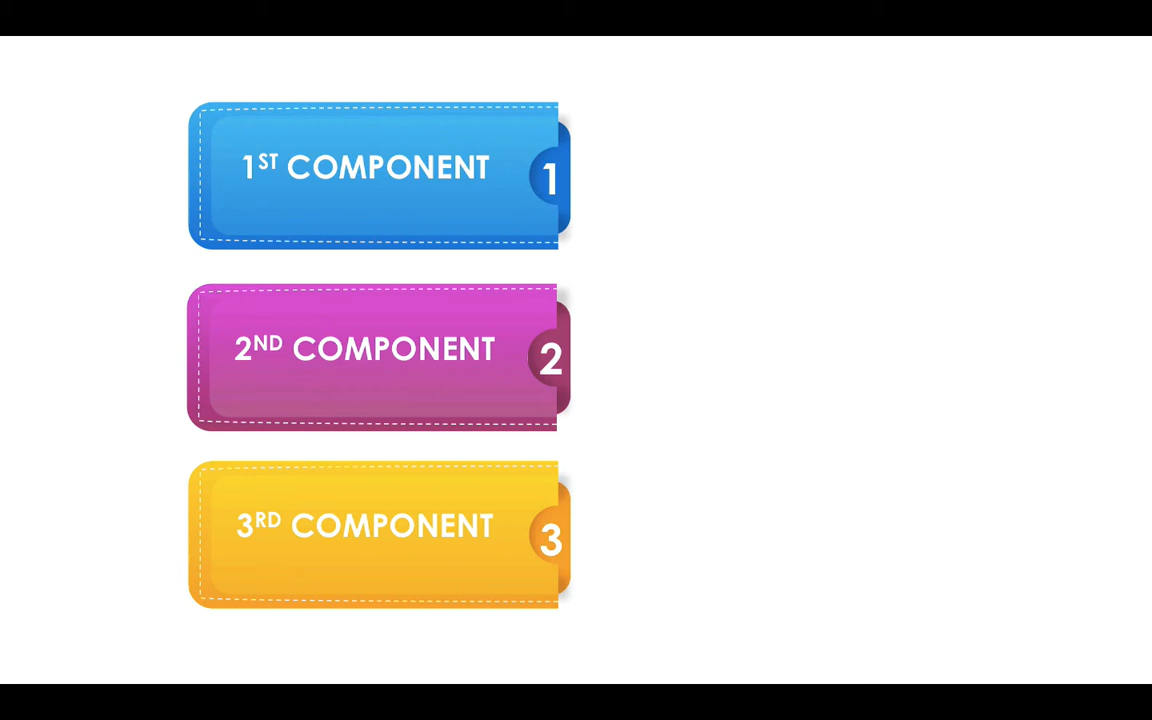 1ST COMPONENT
1
2ND COMPONENT
2
3RD COMPONENT
3